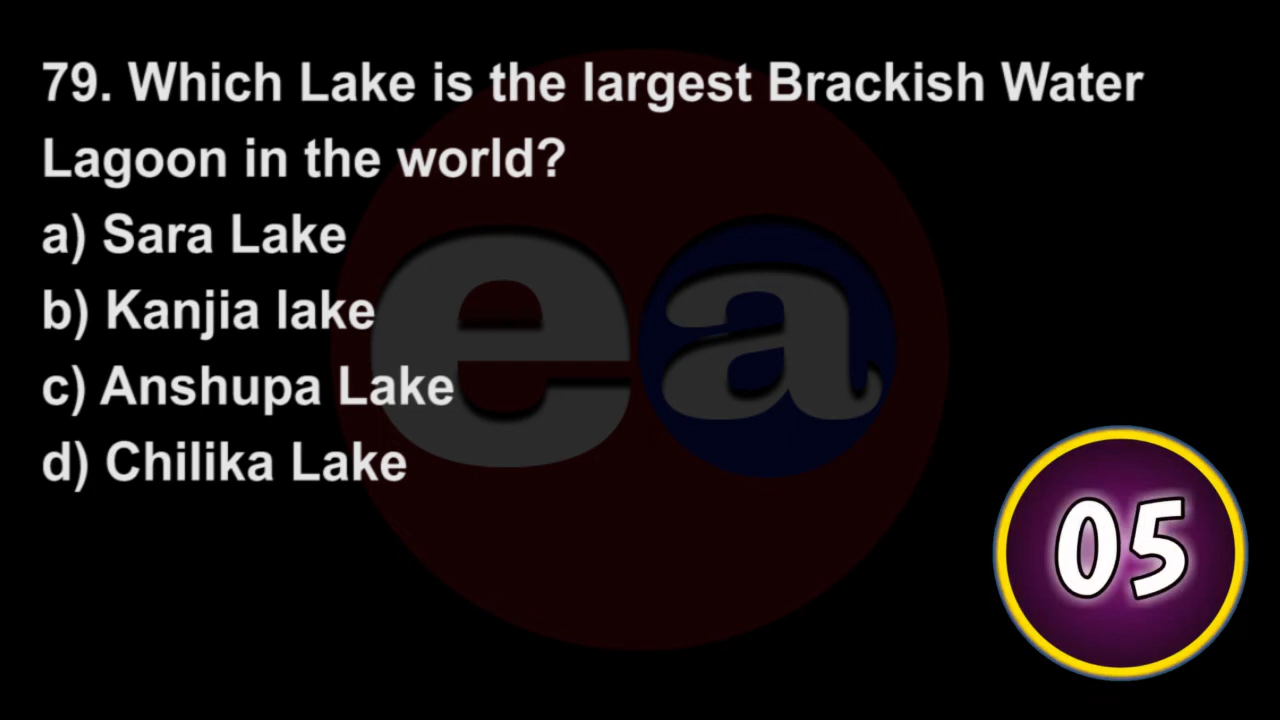 79. Which Lake is the largest Brackish Water
Lagoon in the world?
a) Sara Lake
b) Kanjia lake
c) Anshupa Lake
d) Chilika Lake
ea
05